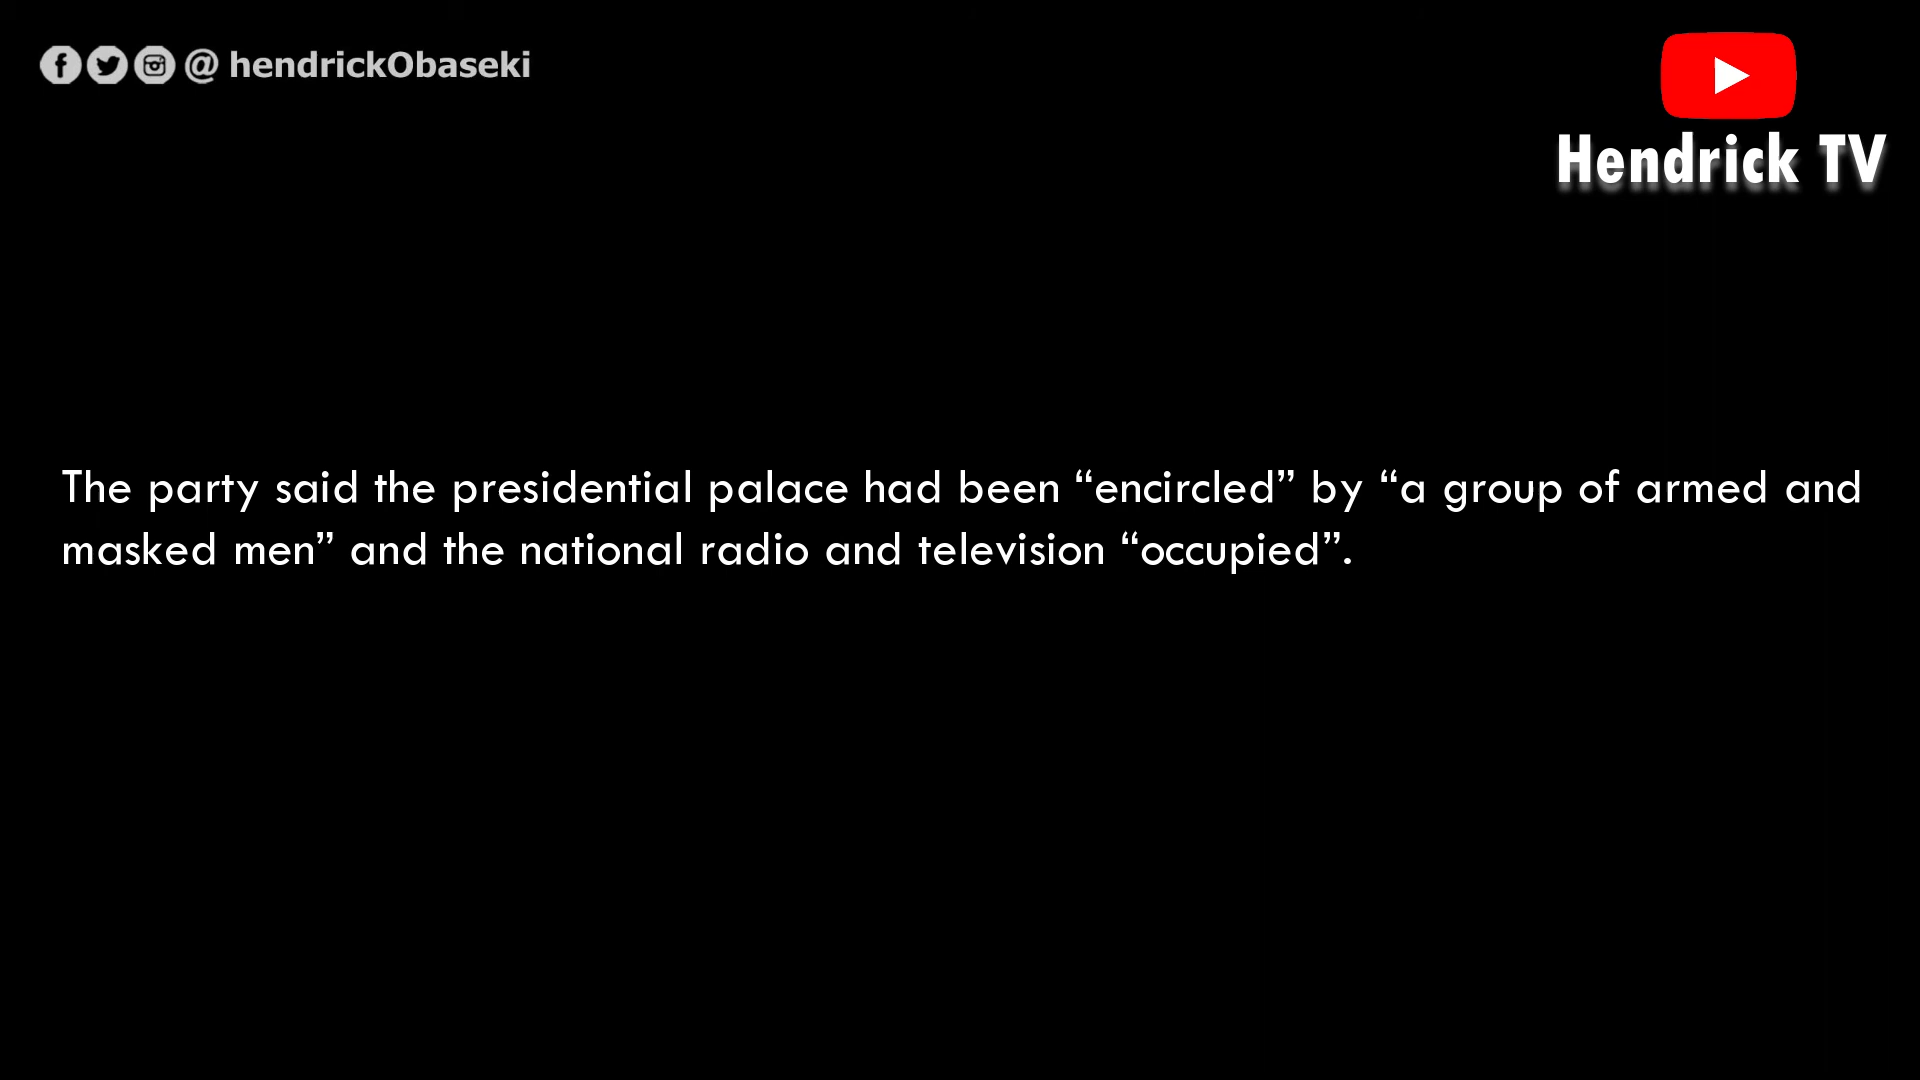 @ hendrickObaseki
Hendrick TV
The party said the presidential palace had been “encircled” by “a group of armed and
masked men” and the national radio and television “occupied”.